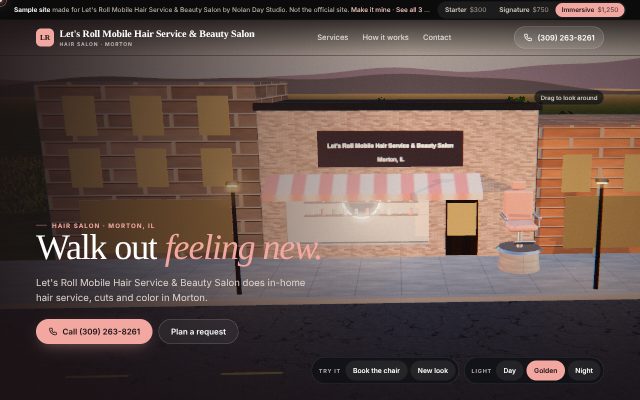 Sample site made for Let's Roll Mobile Hair Service & Beauty Salon by Nolan Day Studio. Not the official site. Make it mine · See all 3 ...
Starter $300 Signature $750 Immersive $1,250
LR
Let's Roll Mobile Hair Service & Beauty Salon
HAIR SALON · MORTON
Services How it works Contact
(309) 263-8261
Drag to look around
Let's Roll Mobile Hair Service & Beauty Salon
Morton, IL
HAIR SALON · MORTON, IL
Walk out feeling new.
Let's Roll Mobile Hair Service & Beauty Salon does in-home
hair service, cuts and color in Morton.
Call (309) 263-8261
Plan a request
TRY IT Book the chair New look
LIGHT Day Golden Night